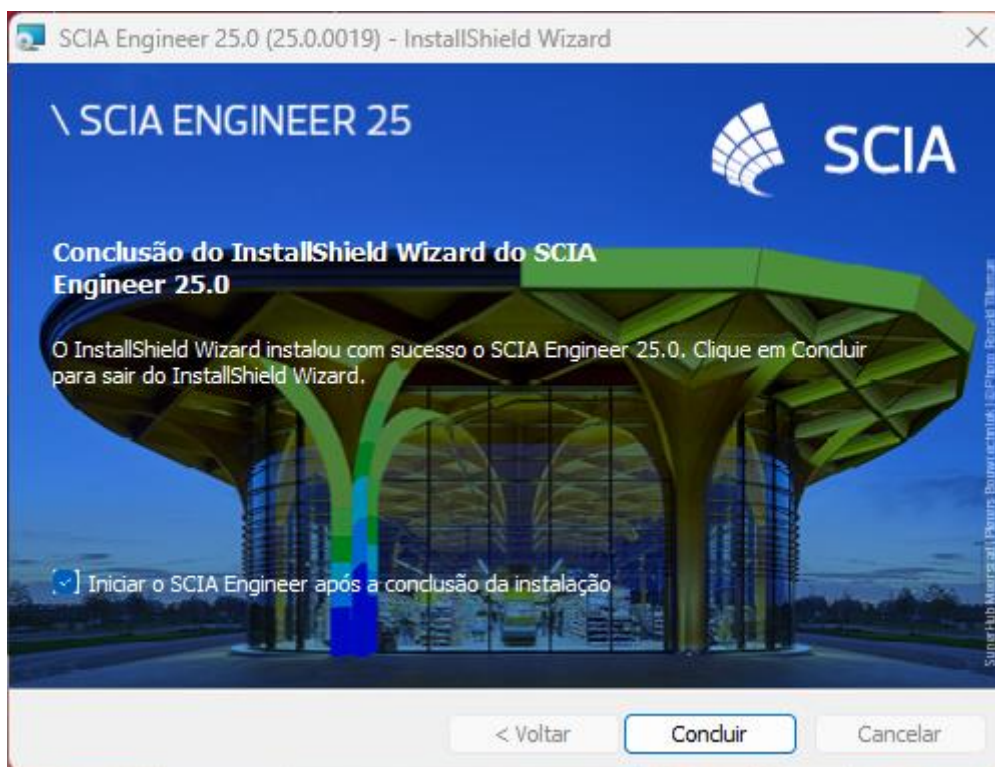 SCIA Engineer 25.0 (25.0.0019) - InstallShield Wizard
\ SCIA ENGINEER 25
SCIA
Conclusão do InstallShield Wizard do SCIA
Engineer 25.0
O InstallShield Wizard instalou com sucesso o SCIA Engineer 25.0. Clique em Concluir
para sair do InstallShield Wizard.
Iniciar o SCIA Engineer após a conclusão da instalação
< Voltar
Concluir
Cancelar